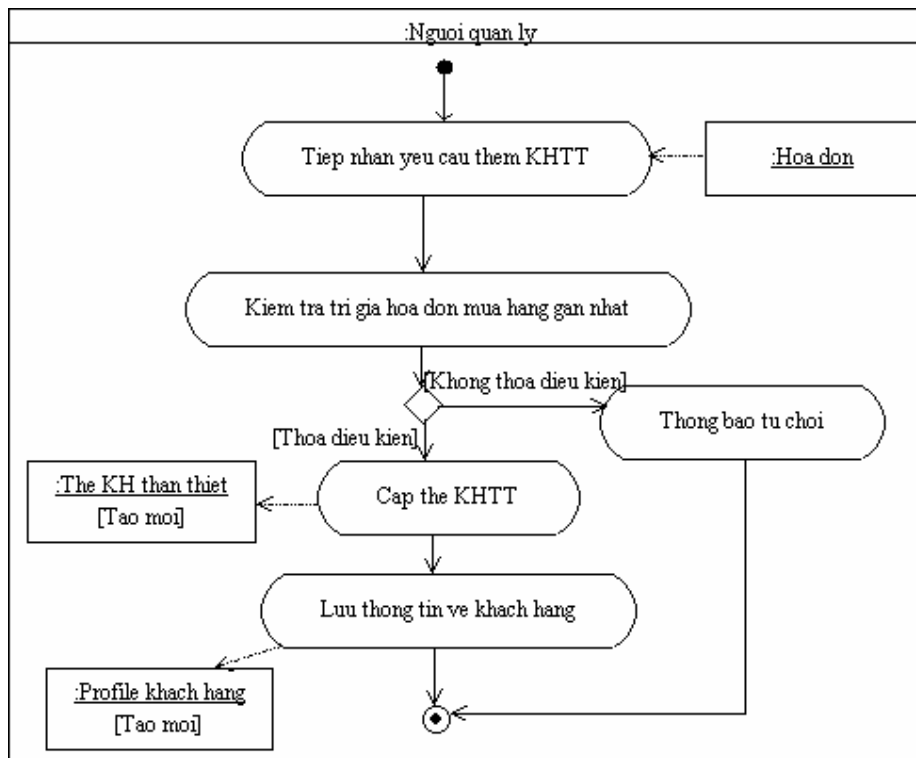 :Nguoi quan ly
Tiep nhan yeu cau them KHTT
:Hoa don
Kiem tra tri gia hoa don mua hang gan nhat
[Khong thoa dieu kien]
Thong bao tu choi
[Thoa dieu kien]
:The KH than thiet
[Tao moi]
Cap the KHTT
Luu thong tin ve khach hang
:Profile khach hang
[Tao moi]